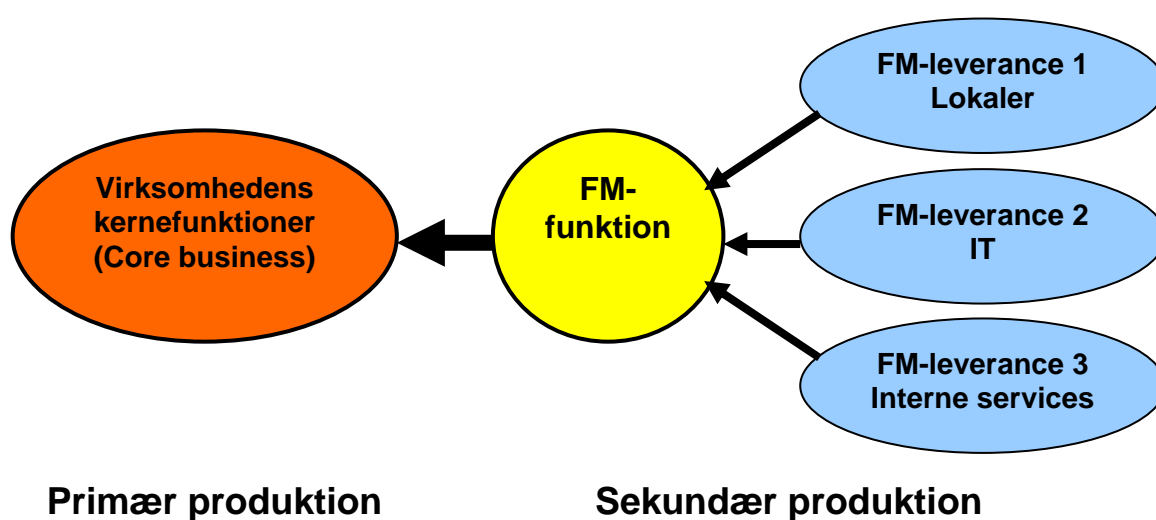 Virksomhedens
kernefunktioner
(Core business)
FM-
funktion
FM-leverance 1
Lokaler
FM-leverance 2
IT
FM-leverance 3
Interne services
Primær produktion
Sekundær produktion